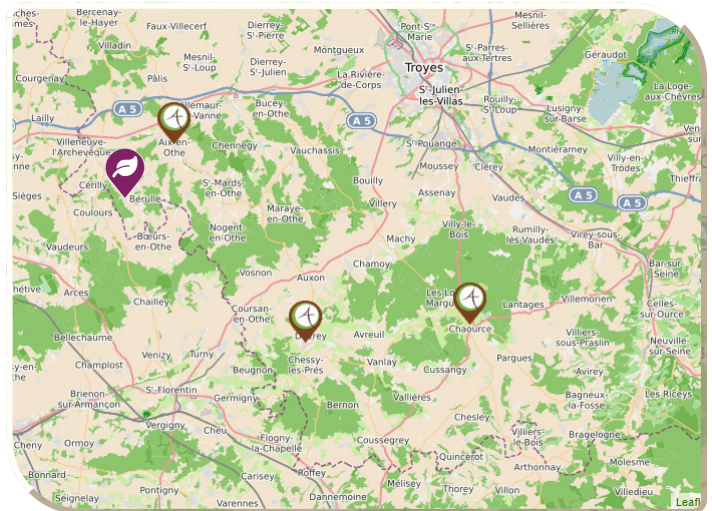 Bercenay-
le-Hayer
Faux-Villecerf
Dierrey-
St-Pierre
Pont-Ste-
Marie
Mesnil-
Sellières
Villadin
Montgueux
Troyes
St-Parres-
aux-Tertres
Géraudot
Mesnil-
St-Loup
Dierrey-
St-Julien
Courgenay
Pâlis
La Rivière-
de-Corps
St-Julien-
les-Villas
La Loge-
aux-Chèvres
Rouilly-
St-Loup
Lusigny-
sur-Barse
Bucey-
en-Othe
A 5
A 5
Lailly
Villeneuve-
l'Archevêque
Aix-en-
Othe
Chennegy
Vauchassis
St-Pouange
Moussey
Clérey
Montiéramey
Villy-en-
Trodes
Cérilly
Bérulle
St-Mards-
en-Othe
Bouilly
Assenay
Vaudes
A 5
A 5
Sièges
Coulours
Maraye-
en-Othe
Villery
Villy-le-
Bois
Rumilly-
lès-Vaudes
Virey-sous-
Bar
Nogent-
en-Othe
Bœurs-
en-Othe
Machy
Vaudeurs
Vosnon
Auxon
Chamoy
Bar-sur-
Seine
Arces
Chailley
Coursan-
en-Othe
Lantages
Villemorien
Celles-
sur-Ource
Chaource
Bellechaume
Venizy
Turny
Avreuil
Villiers-
sous-Praslin
Neuville-
sur-Seine
Champlost
Beugnon
Chessy-
les-Prés
Vanlay
Cussangy
Pargues
Avirey
Brienon-
sur-Armançon
St-Florentin
Germigny
Bernon
Vallières
Bagneux-
la-Fosse
Les Riceys
Vergigny
Chéu
Chesley
Cheny
Ormoy
Flogny-
la-Chapelle
Coussegrey
Villiers-
le-Bois
Bragelogne
Quincerot
Arthonnay
Molesme
Bonnard
Carisey
Roffey
Seignelay
Pontigny
Varennes
Dannemoine
Mélisey
Thorey
Villon
Villedieu
Leafl